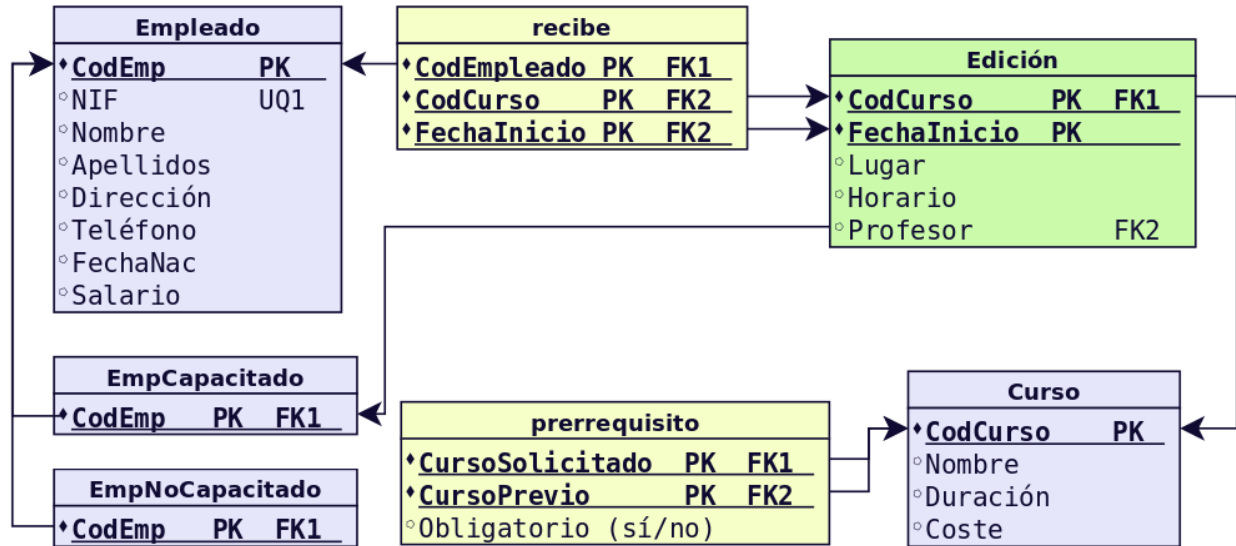 Empleado
CodEmp PK
NIF UQ1
Nombre
Apellidos
Dirección
Teléfono
FechaNac
Salario
recibe
CodEmpleado PK FK1
CodCurso PK FK2
FechaInicio PK FK2
Edición
CodCurso PK FK1
FechaInicio PK
Lugar
Horario
Profesor FK2
EmpCapacitado
CodEmp PK FK1
EmpNoCapacitado
CodEmp PK FK1
prerrequisito
CursoSolicitado PK FK1
CursoPrevio PK FK2
Obligatorio (sí/no)
Curso
CodCurso PK
Nombre
Duración
Coste